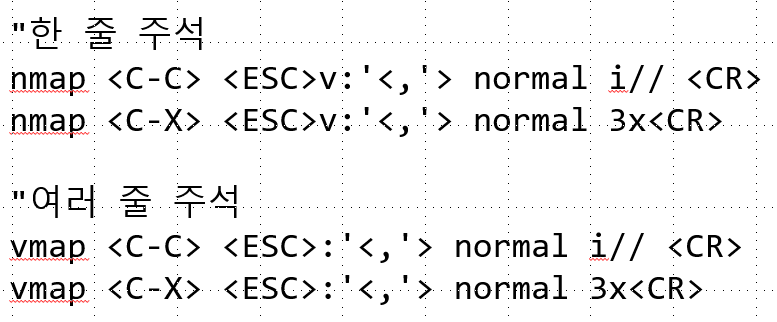 "한 줄 주석
nmap <C-C> <ESC>v:'<,'> normal i// <CR>
nmap <C-X> <ESC>v:'<,'> normal 3x<CR>
"여러 줄 주석
vmap <C-C> <ESC>:'<,'> normal i// <CR>
vmap <C-X> <ESC>:'<,'> normal 3x<CR>